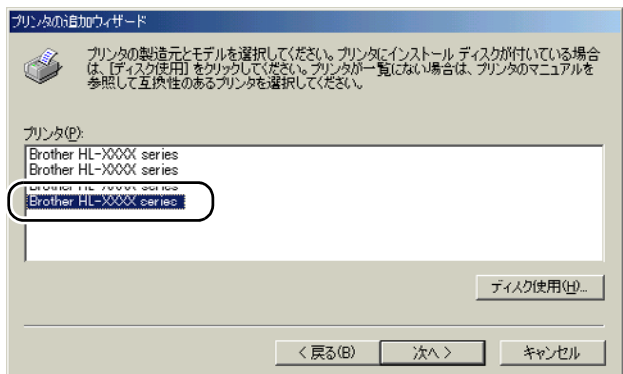 プリンタの追加ウィザード
プリンタの製造元とモデルを選択してください。プリンタにインストール ディスクが付いている場合
は、[ディスク使用] をクリックしてください。プリンタが一覧にない場合は、プリンタのマニュアルを
参照して互換性のあるプリンタを選択してください。
プリンタ(P):
Brother HL-XXXX series
Brother HL-XXXX series
Brother HL-XXXX series
Brother HL-XXXX series
ディスク使用(H)...
< 戻る(B)
次へ >
キャンセル